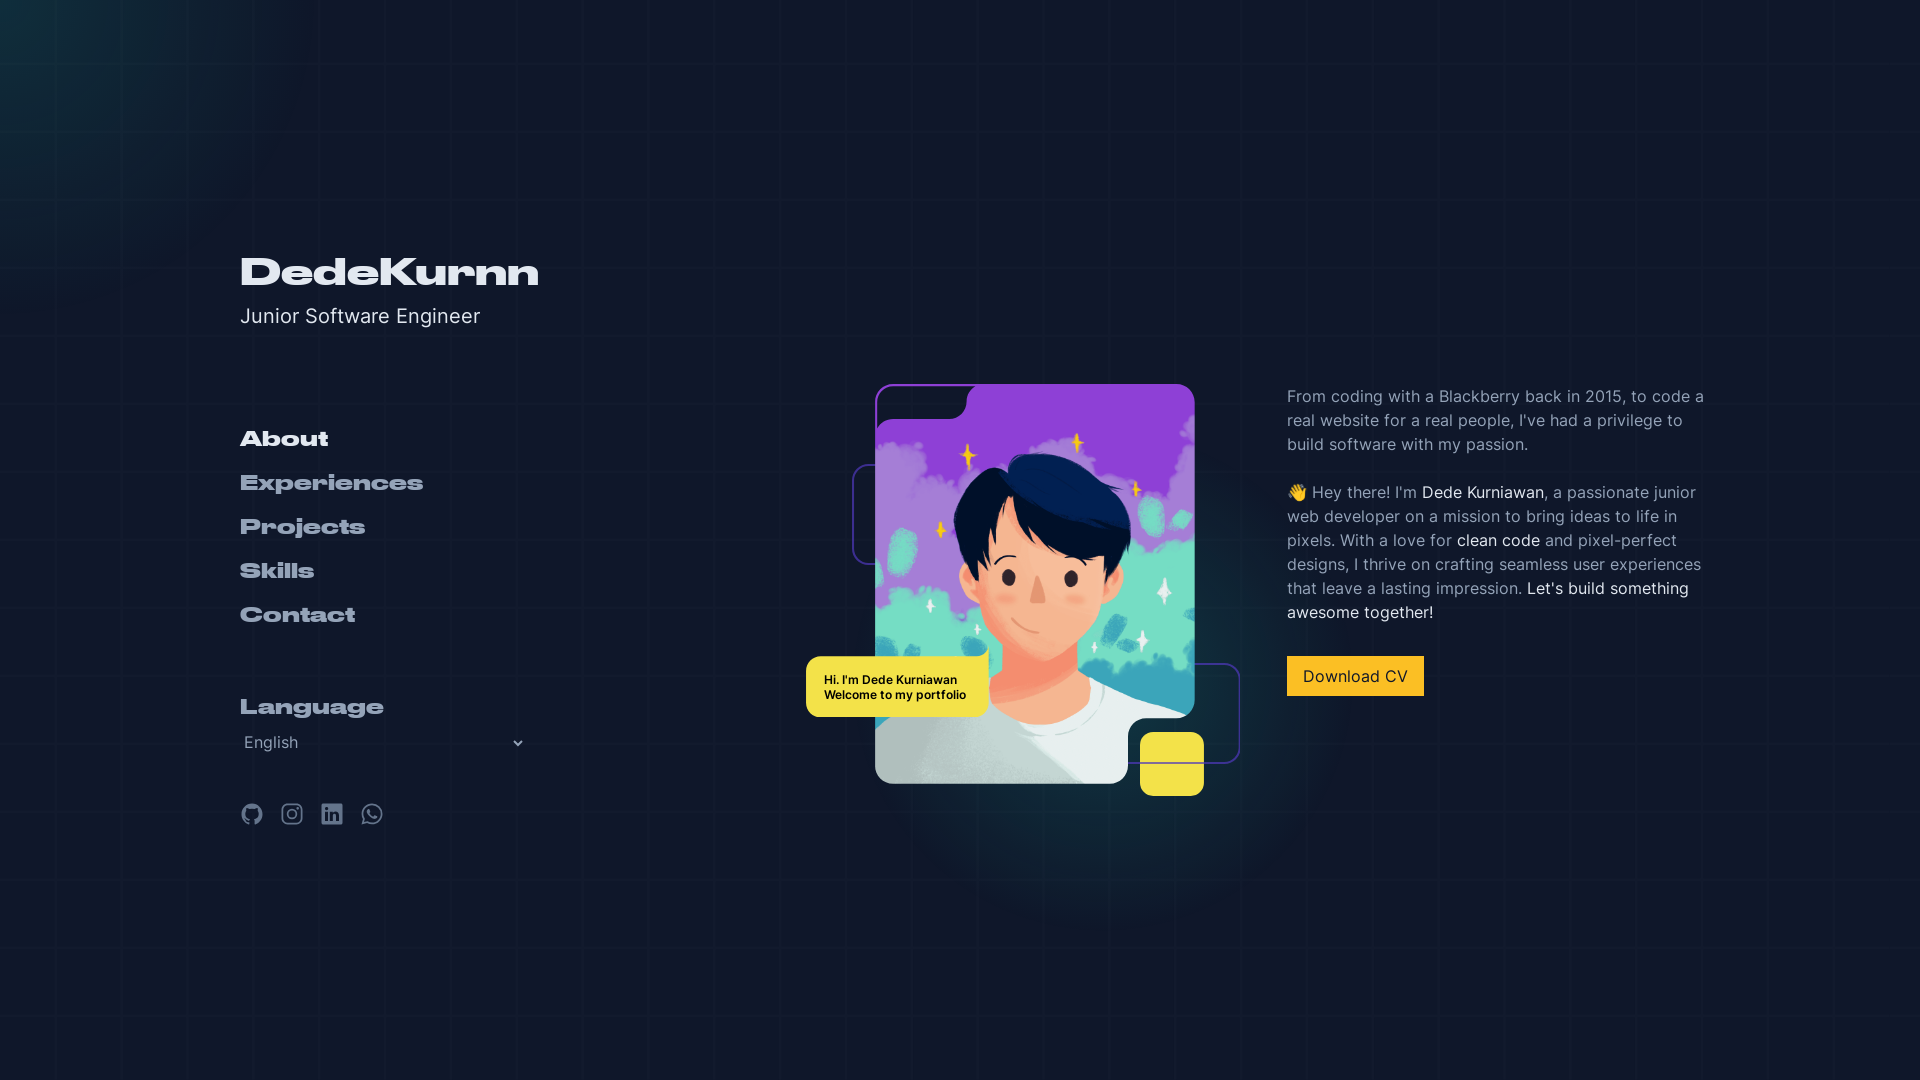 DedeKurnn
Junior Software Engineer
About
Experiences
Projects
Skills
Contact
Language
English
Hi. I'm Dede Kurniawan
Welcome to my portfolio
From coding with a Blackberry back in 2015, to code a
real website for a real people, I've had a privilege to
build software with my passion.
👋 Hey there! I'm Dede Kurniawan, a passionate junior
web developer on a mission to bring ideas to life in
pixels. With a love for clean code and pixel-perfect
designs, I thrive on crafting seamless user experiences
that leave a lasting impression. Let's build something
awesome together!
Download CV